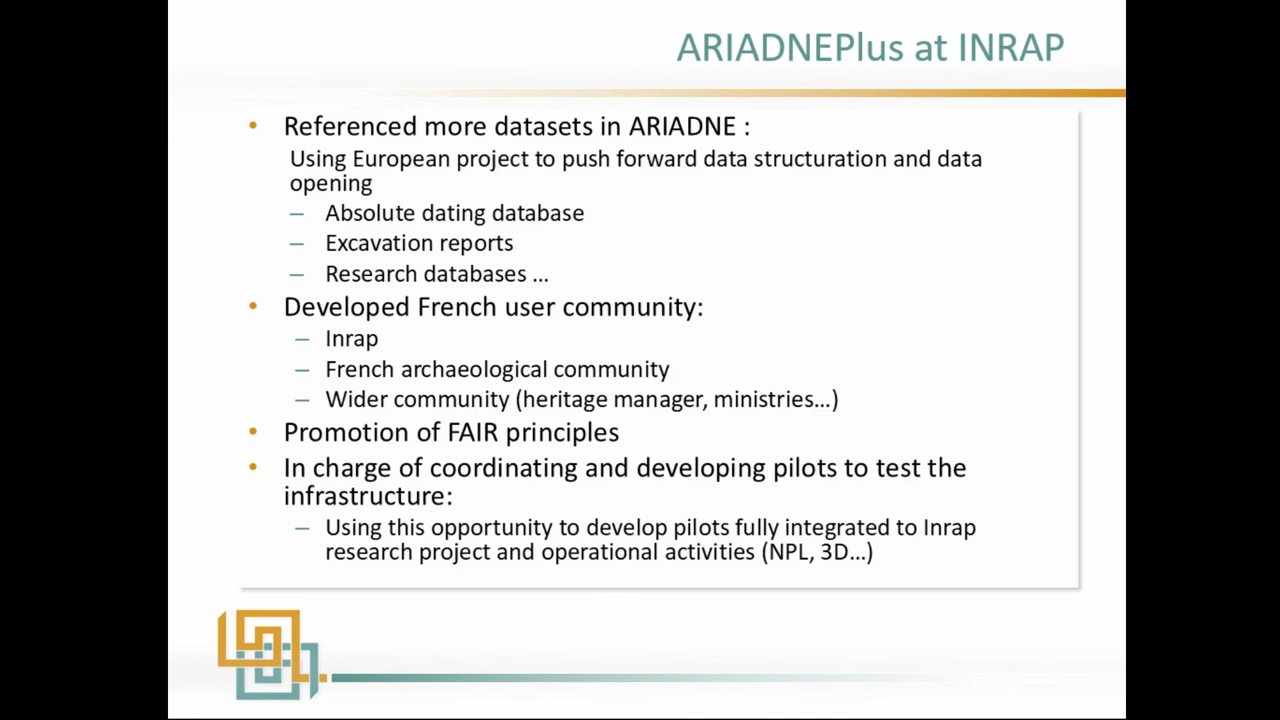 ARIADNEPlus at INRAP
• Referenced more datasets in ARIADNE :
Using European project to push forward data structuration and data
opening
– Absolute dating database
– Excavation reports
– Research databases …
• Developed French user community:
– Inrap
– French archaeological community
– Wider community (heritage manager, ministries…)
• Promotion of FAIR principles
• In charge of coordinating and developing pilots to test the
infrastructure:
– Using this opportunity to develop pilots fully integrated to Inrap
research project and operational activities (NPL, 3D…)